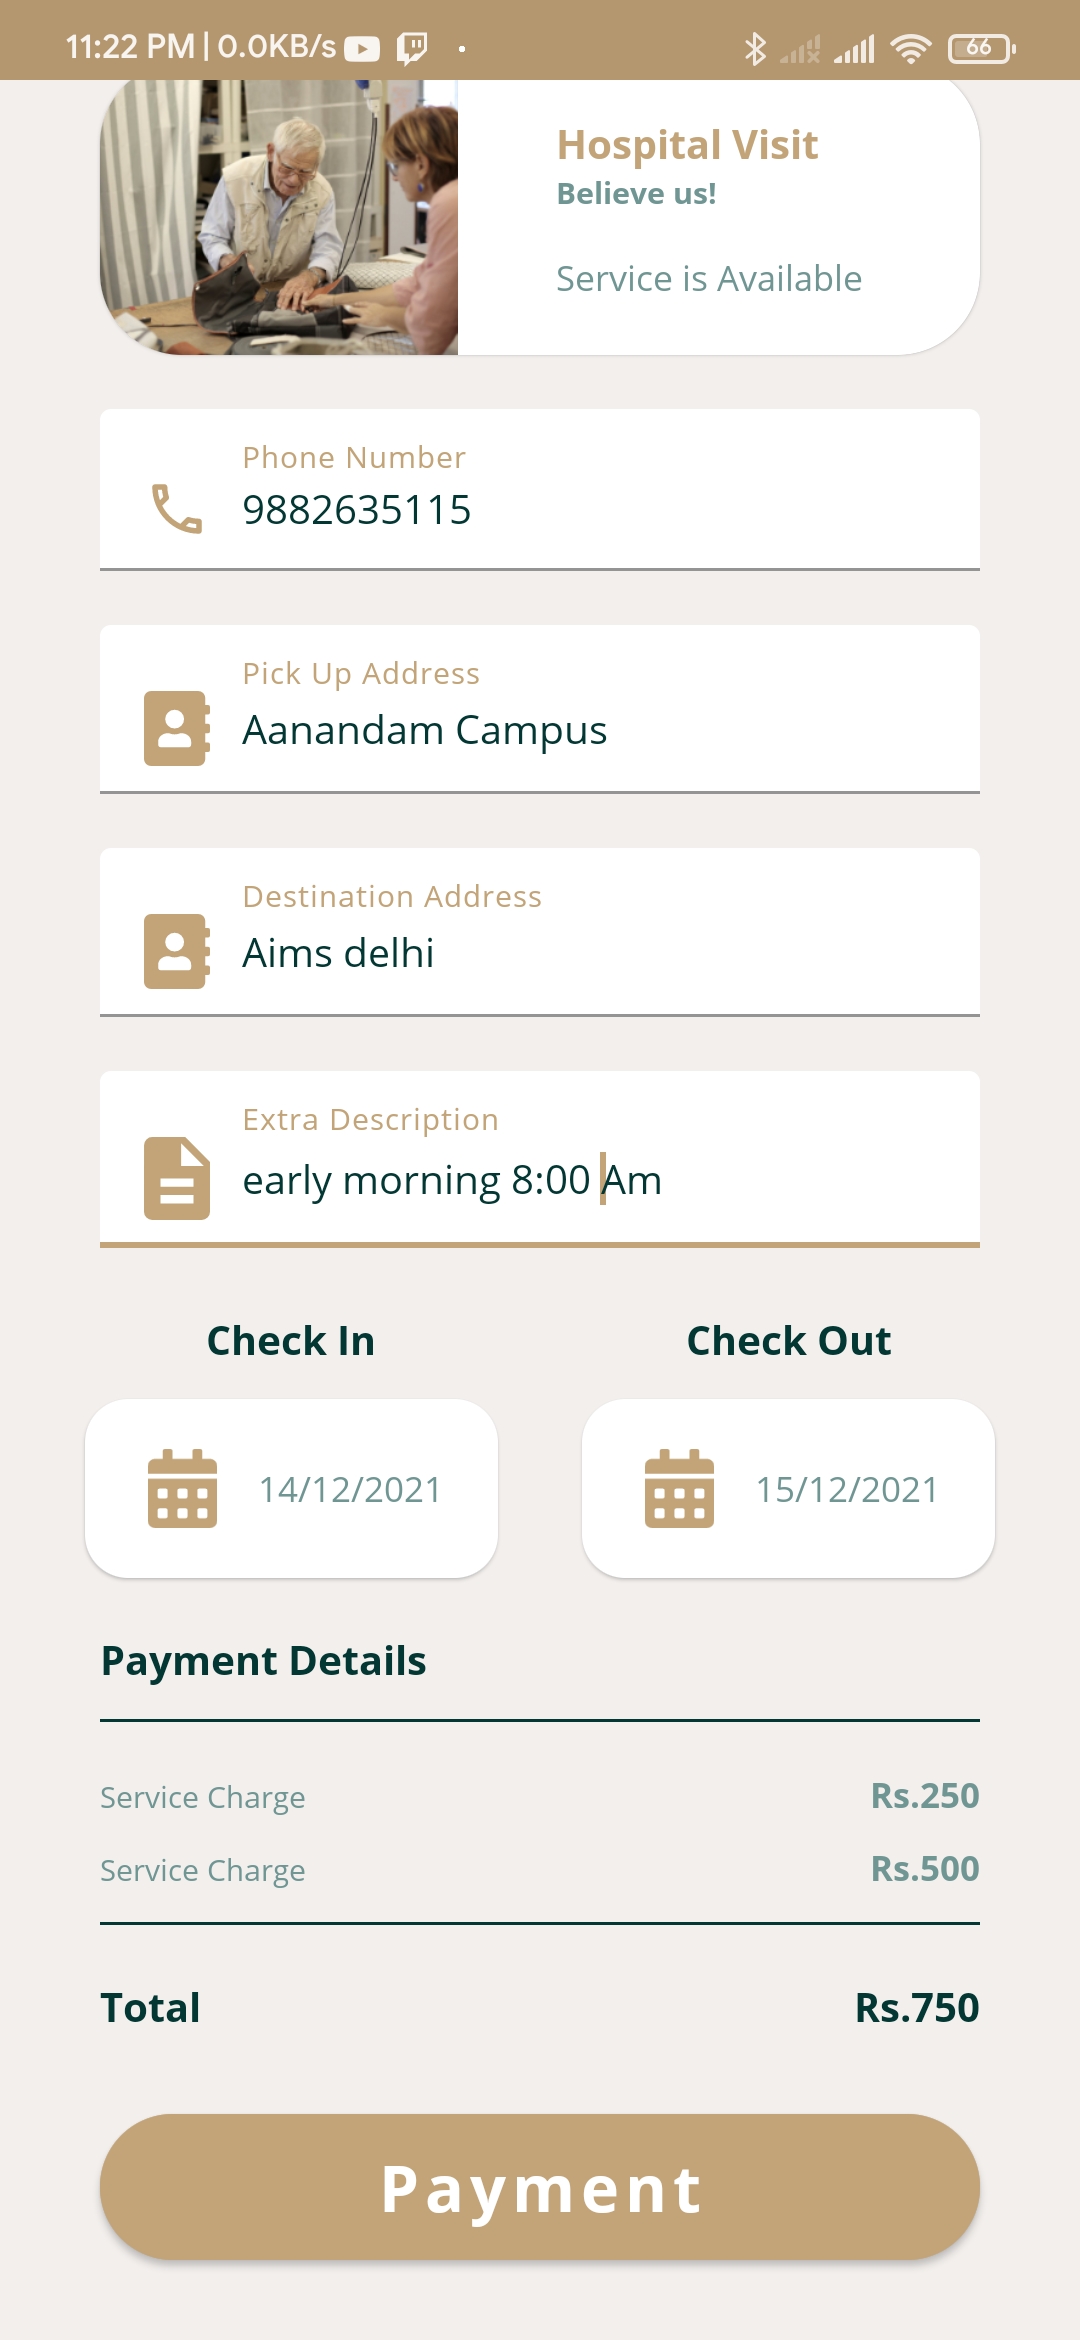 11:22 PM | 0.0KB/s
66
Hospital Visit
Believe us!
Service is Available
Phone Number
9882635115
Pick Up Address
Aanandam Campus
Destination Address
Aims delhi
Extra Description
early morning 8:00 Am
Check In
Check Out
14/12/2021
15/12/2021
Payment Details
Service Charge Rs.250
Service Charge Rs.500
Total Rs.750
Payment